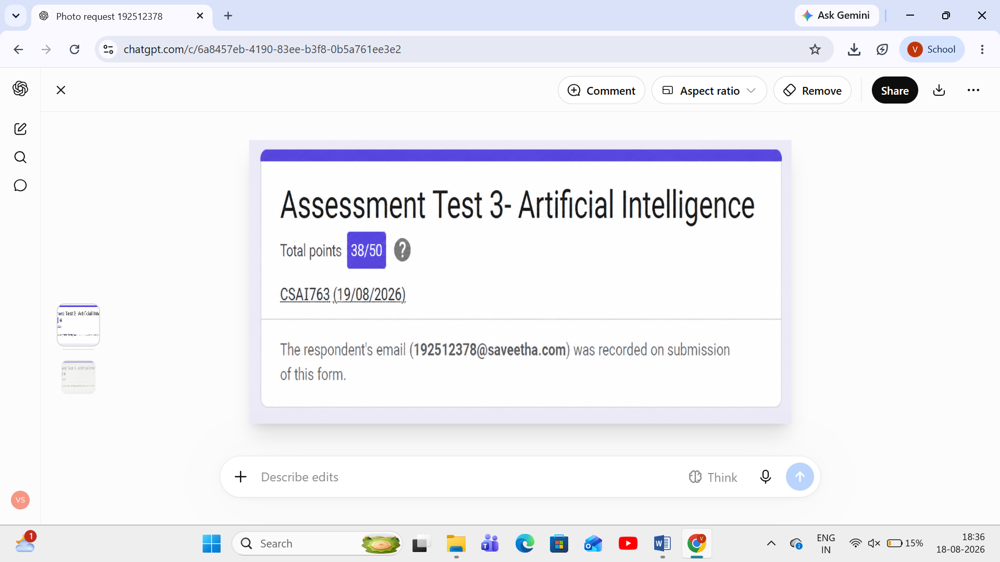 Photo request 192512378
Ask Gemini
chatgpt.com/c/6a8457eb-4190-83ee-b3f8-0b5a761ee3e2
V
School
Comment
Aspect ratio
Remove
Share
Assessment Test 3- Artificial Intelligence
Total points 38/50 ?
CSAI763 (19/08/2026)
The respondent's email (192512378@saveetha.com) was recorded on submission
of this form.
Describe edits
Think
VS
1
Search
ENG
IN
15%
18:36
18-08-2026